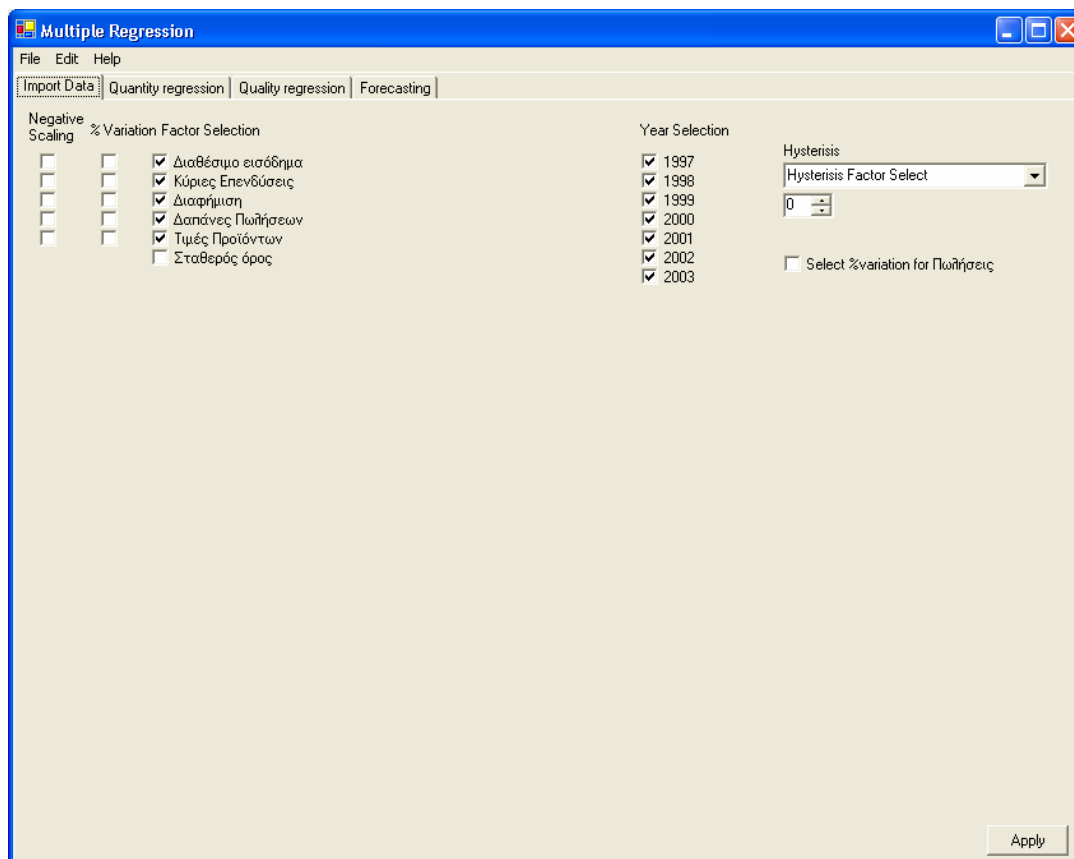 Multiple Regression
File Edit Help
Import Data Quantity regression Quality regression Forecasting
Negative Scaling % Variation Factor Selection
Διαθέσιμο εισόδημα
Κύριες Επενδύσεις
Διαφήμιση
Δαπάνες Πωλήσεων
Τιμές Προϊόντων
Σταθερός όρος
Year Selection
1997
1998
1999
2000
2001
2002
2003
Hysterisis
Hysterisis Factor Select
0
Select %variation for Πωλήσεις
Apply